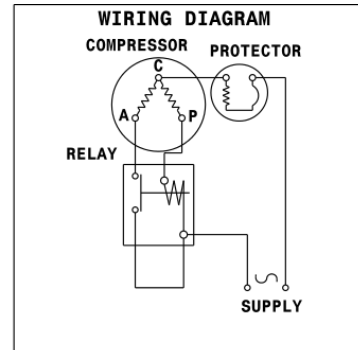 WIRING DIAGRAM
COMPRESSOR
PROTECTOR
C
A
P
RELAY
SUPPLY